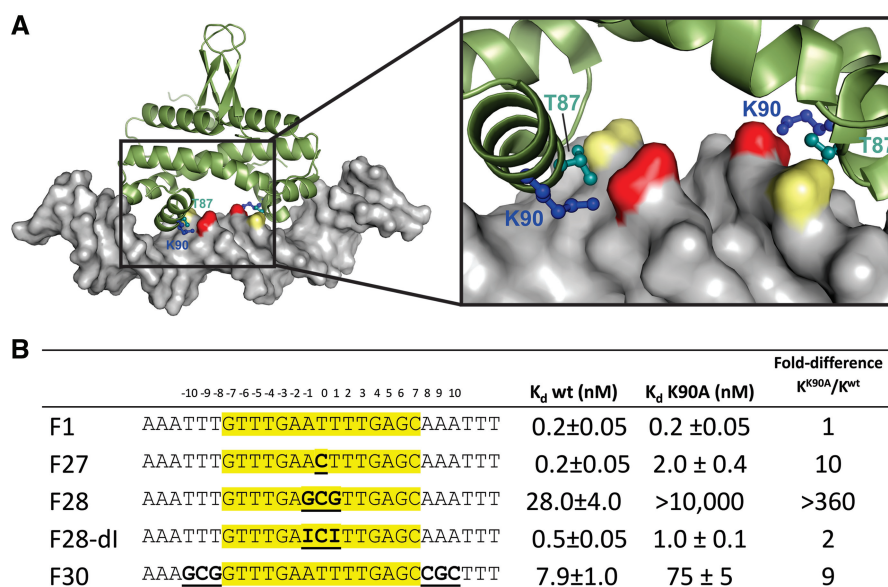 A
T87
K90
T87
K90
K90
T87
B
-10 -9 -8 -7 -6 -5 -4 -3 -2 -1 0 1 2 3 4 5 6 7 8 9 10 Kd wt (nM) Kd K90A (nM) Fold-difference K^K90A/K^wt
F1 AAATTTGTTTGAATTTTGAGCAAATTT 0.2±0.05 0.2 ±0.05 1
F27 AAATTTGTTTGAACTTTGAGCAAATTT 0.2±0.05 2.0 ± 0.4 10
F28 AAATTTGTTTGAGCGTTGAGCAAATTT 28.0±4.0 >10,000 >360
F28-dI AAATTTGTTTGAICITTGAGCAAATTT 0.5±0.05 1.0 ± 0.1 2
F30 AAAGCGGTTTGAATTTTGAGCCGCTTT 7.9±1.0 75 ± 5 9